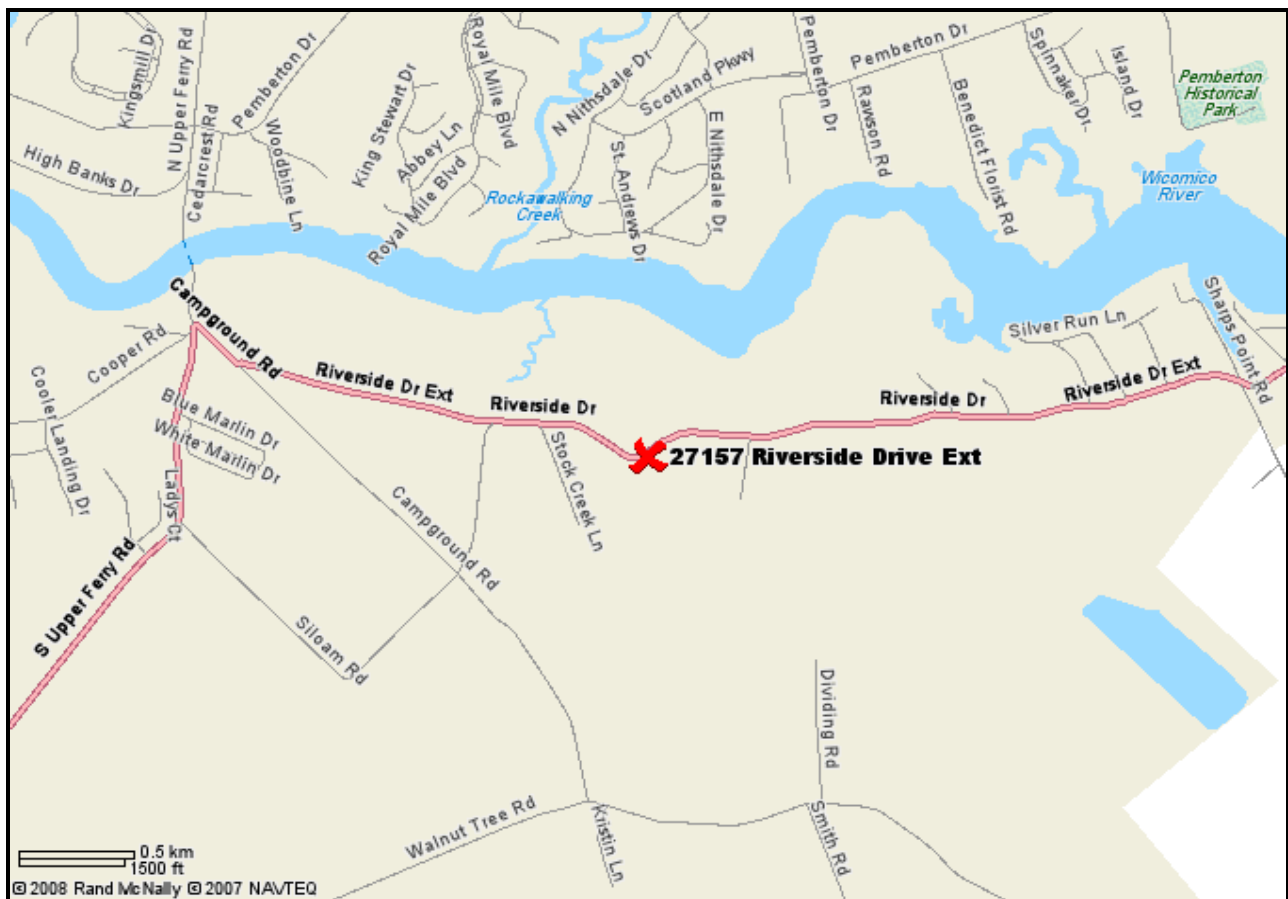 Kingsmill Dr
N Upper Ferry Rd
Pemberton Dr
Royal Mile Blvd
N Nithsdale Dr
Scotland Pkwy
Pemberton Dr
Pemberton Dr
Spinnaker Dr
Island Dr
Pemberton
Historical
Park
High Banks Dr
Cedarcrest Rd
Woodbine Ln
King Stewart Dr
Abbey Ln
Royal Mile Blvd
Rockawalking
Creek
St. Andrews Dr
E Nithsdale Dr
Rawson Rd
Benedict Florist Rd
Wicomico
River
Campground Rd
Cooper Rd
Riverside Dr Ext
Riverside Dr
Silver Run Ln
Sharps Point Rd
Riverside Dr
Riverside Dr Ext
Cooler Landing Dr
Blue Marlin Dr
White Marlin Dr
Ladys Ct
Stock Creek Ln
27157 Riverside Drive Ext
Campground Rd
S Upper Ferry Rd
Siloam Rd
Dividing Rd
Walnut Tree Rd
Kristin Ln
Smith Rd
0.5 km
1500 ft
© 2008 Rand McNally © 2007 NAVTEQ